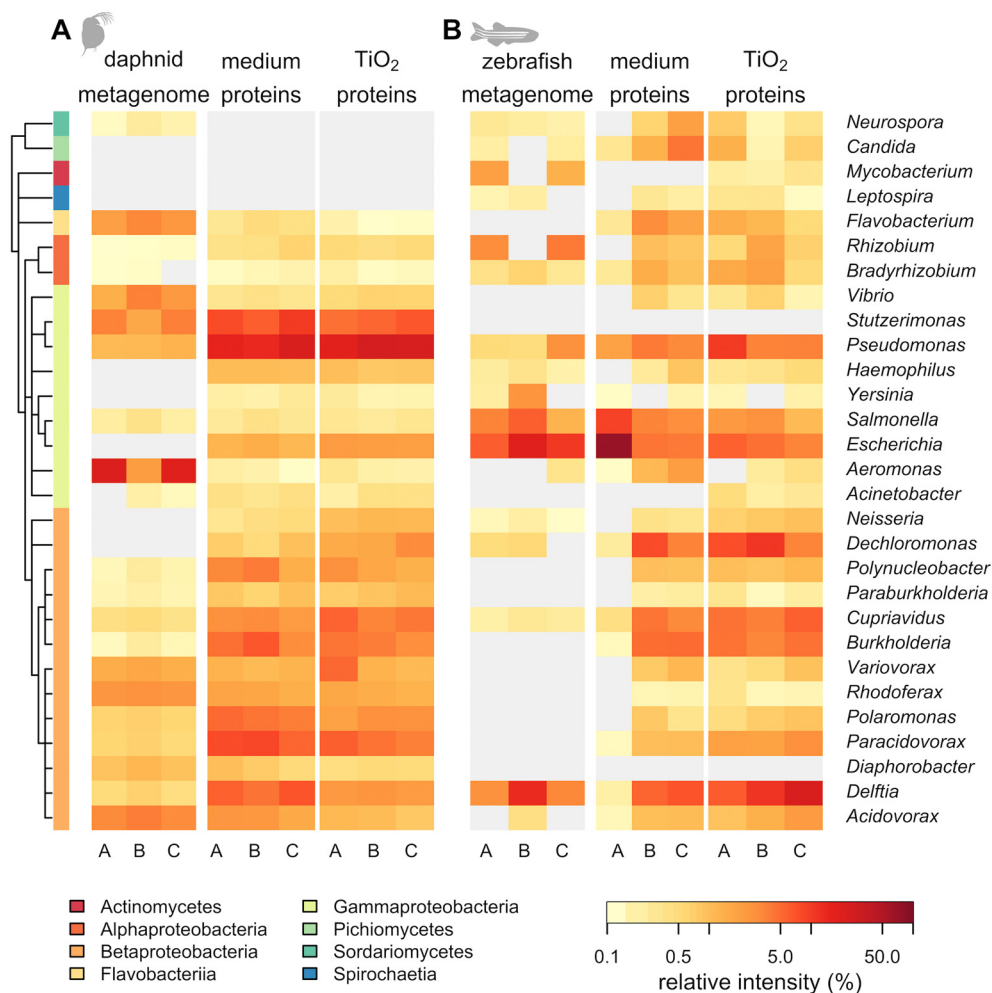 A
B
daphnid
metagenome
medium
proteins
TiO₂
proteins
zebrafish
metagenome
medium
proteins
TiO₂
proteins
Neurospora
Candida
Mycobacterium
Leptospira
Flavobacterium
Rhizobium
Bradyrhizobium
Vibrio
Stutzerimonas
Pseudomonas
Haemophilus
Yersinia
Salmonella
Escherichia
Aeromonas
Acinetobacter
Neisseria
Dechloromonas
Polynucleobacter
Paraburkholderia
Cupriavidus
Burkholderia
Variovorax
Rhodoferax
Polaromonas
Paracidovorax
Diaphorobacter
Delftia
Acidovorax
A B C A B C A B C A B C A B C A B C
Actinomycetes
Alphaproteobacteria
Betaproteobacteria
Flavobacteriia
Gammaproteobacteria
Pichiomycetes
Sordariomycetes
Spirochaetia
0.1 0.5 5.0 50.0
relative intensity (%)